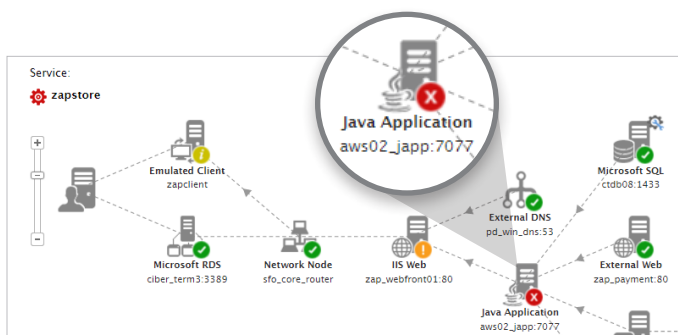 Service:
zapstore
Java Application
aws02_japp:7077
Emulated Client
zapclient
Microsoft SQL
ctdb08:1433
External DNS
pd_win_dns:53
Microsoft RDS
ciber_term3:3389
Network Node
sfo_core_router
IIS Web
zap_webfront01:80
External Web
zap_payment:80
Java Application
aws02_japp:7077